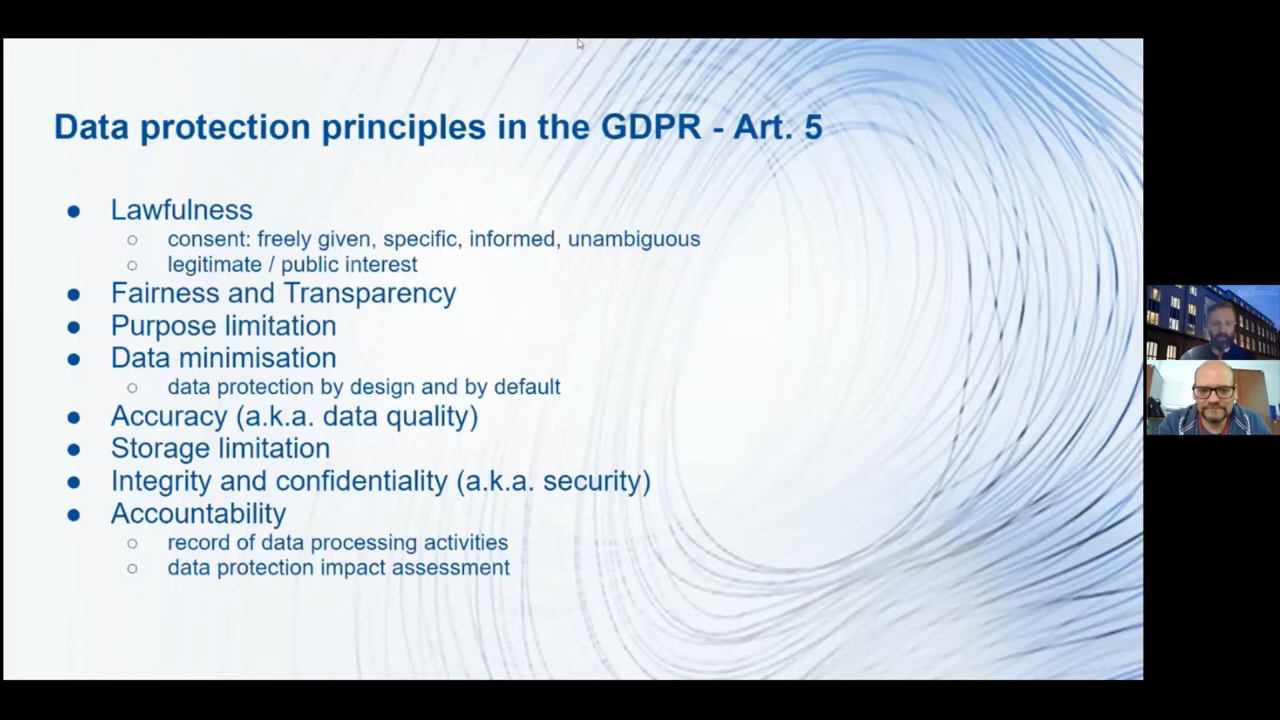 Data protection principles in the GDPR - Art. 5
● Lawfulness
○ consent: freely given, specific, informed, unambiguous
○ legitimate / public interest
● Fairness and Transparency
● Purpose limitation
● Data minimisation
○ data protection by design and by default
● Accuracy (a.k.a. data quality)
● Storage limitation
● Integrity and confidentiality (a.k.a. security)
● Accountability
○ record of data processing activities
○ data protection impact assessment